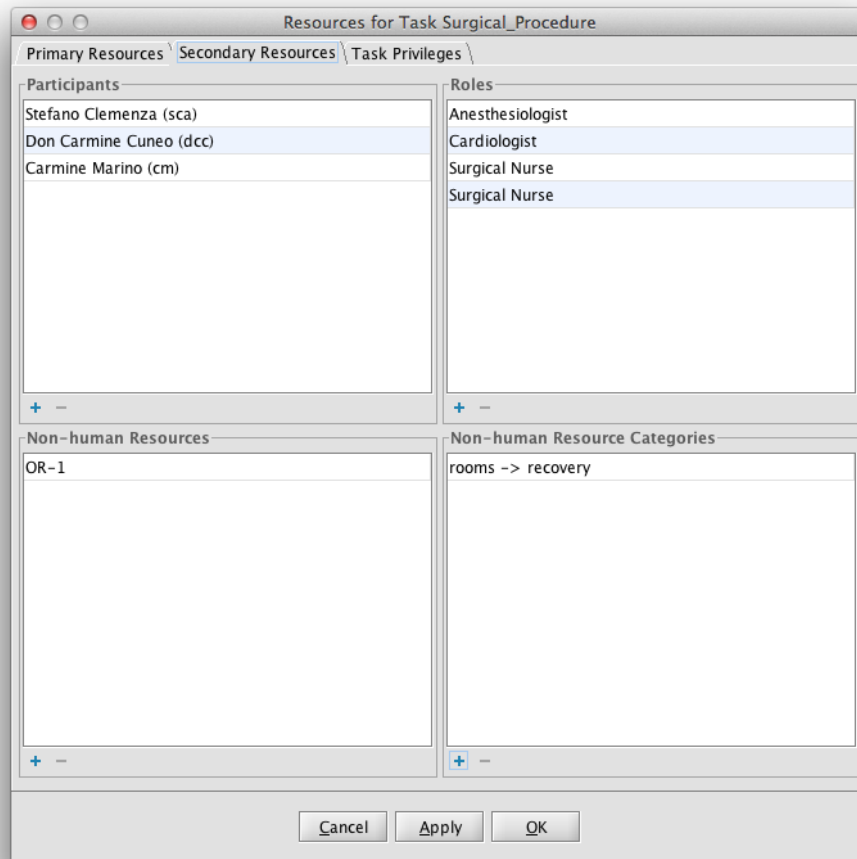 Resources for Task Surgical_Procedure
Primary Resources
Secondary Resources
Task Privileges
Participants
Stefano Clemenza (sca)
Don Carmine Cuneo (dcc)
Carmine Marino (cm)
+ −
Roles
Anesthesiologist
Cardiologist
Surgical Nurse
Surgical Nurse
+ −
Non-human Resources
OR-1
+ −
Non-human Resource Categories
rooms -> recovery
+ −
Cancel
Apply
OK